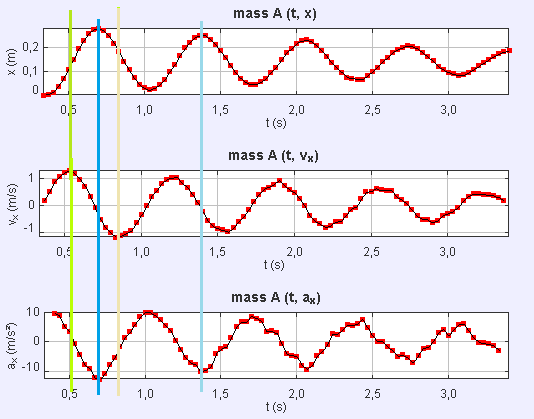 mass A (t, x)
x (m)
0,2
0,1
0
0,5 1,0 1,5 2,0 2,5 3,0
t (s)
mass A (t, vx)
vx (m/s)
1
0
-1
0,5 1,0 1,5 2,0 2,5 3,0
t (s)
mass A (t, ax)
ax (m/s²)
10
0
-10
0,5 1,0 1,5 2,0 2,5 3,0
t (s)